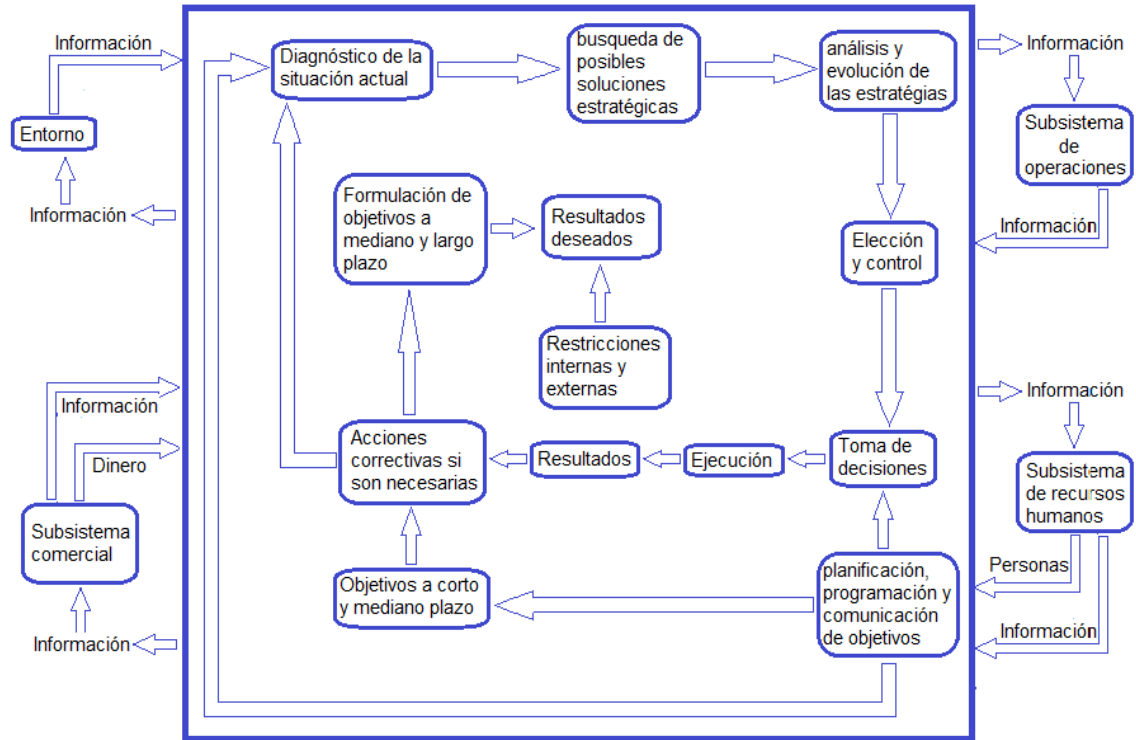 Información
Entorno
Información
Información
Dinero
Subsistema
comercial
Información
Diagnóstico de la
situación actual
busqueda de
posibles
soluciones
estratégicas
análisis y
evolución de
las estratégias
Formulación de
objetivos a
mediano y largo
plazo
Resultados
deseados
Elección
y control
Restricciones
internas y
externas
Acciones
correctivas si
son necesarias
Resultados
Ejecución
Toma de
decisiones
Objetivos a corto
y mediano plazo
planificación,
programación y
comunicación
de objetivos
Información
Subsistema
de
operaciones
Información
Información
Subsistema
de recursos
humanos
Personas
Información